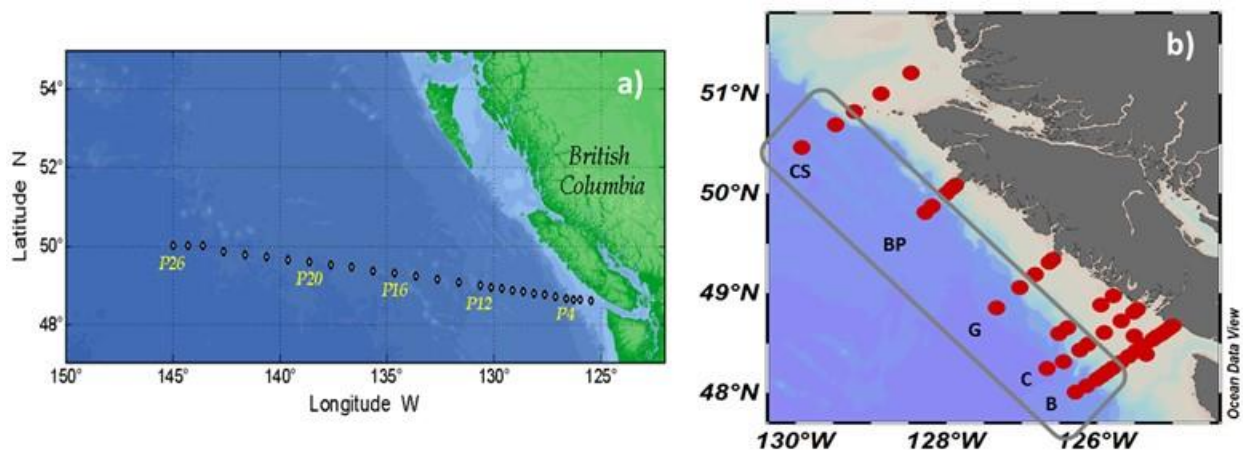 a)
54°
52°
50°
48°
Latitude N
British
Columbia
P26
P20
P16
P12
P4
150
145
140
135
130
125
Longitude W
b)
51°N
50°N
49°N
48°N
CS
BP
G
C
B
130°W
128°W
126°W
Ocean Data View